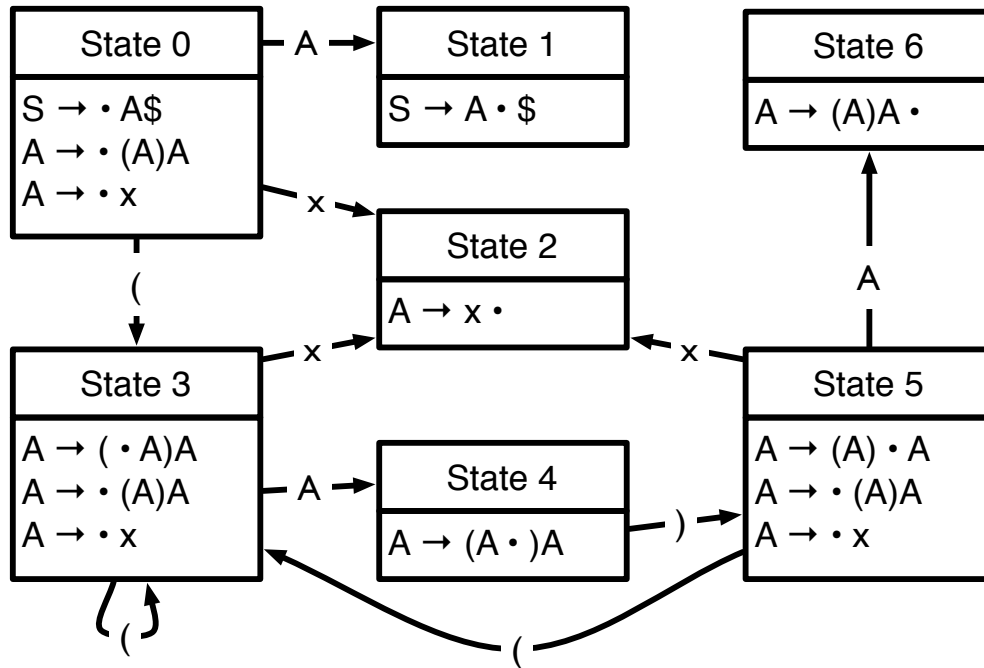 State 0
S → · A$
A → · (A)A
A → · x
A
State 1
S → A · $
State 6
A → (A)A ·
x
(
State 2
A → x ·
A
x
x
State 3
A → ( · A)A
A → · (A)A
A → · x
A
State 4
A → (A · )A
)
State 5
A → (A) · A
A → · (A)A
A → · x
(
(